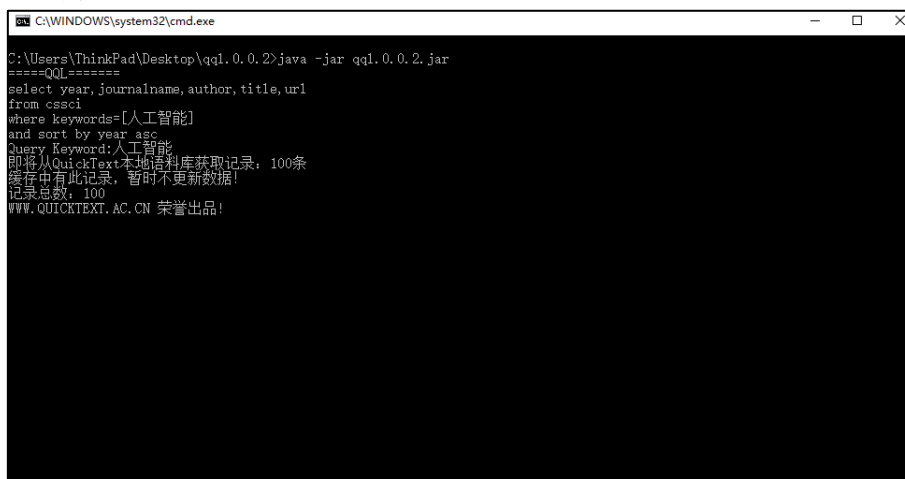 C:\WINDOWS\system32\cmd.exe
C:\Users\ThinkPad\Desktop\qql.0.0.2>java -jar qql.0.0.2.jar
=====QQL=======
select year,journalname,author,title,url
from cssci
where keywords=[人工智能]
and sort by year asc
Query Keyword:人工智能
即将从QuickText本地语料库获取记录：100条
缓存中有此记录，暂时不更新数据!
记录总数：100
WWW.QUICKTEXT.AC.CN 荣誉出品!